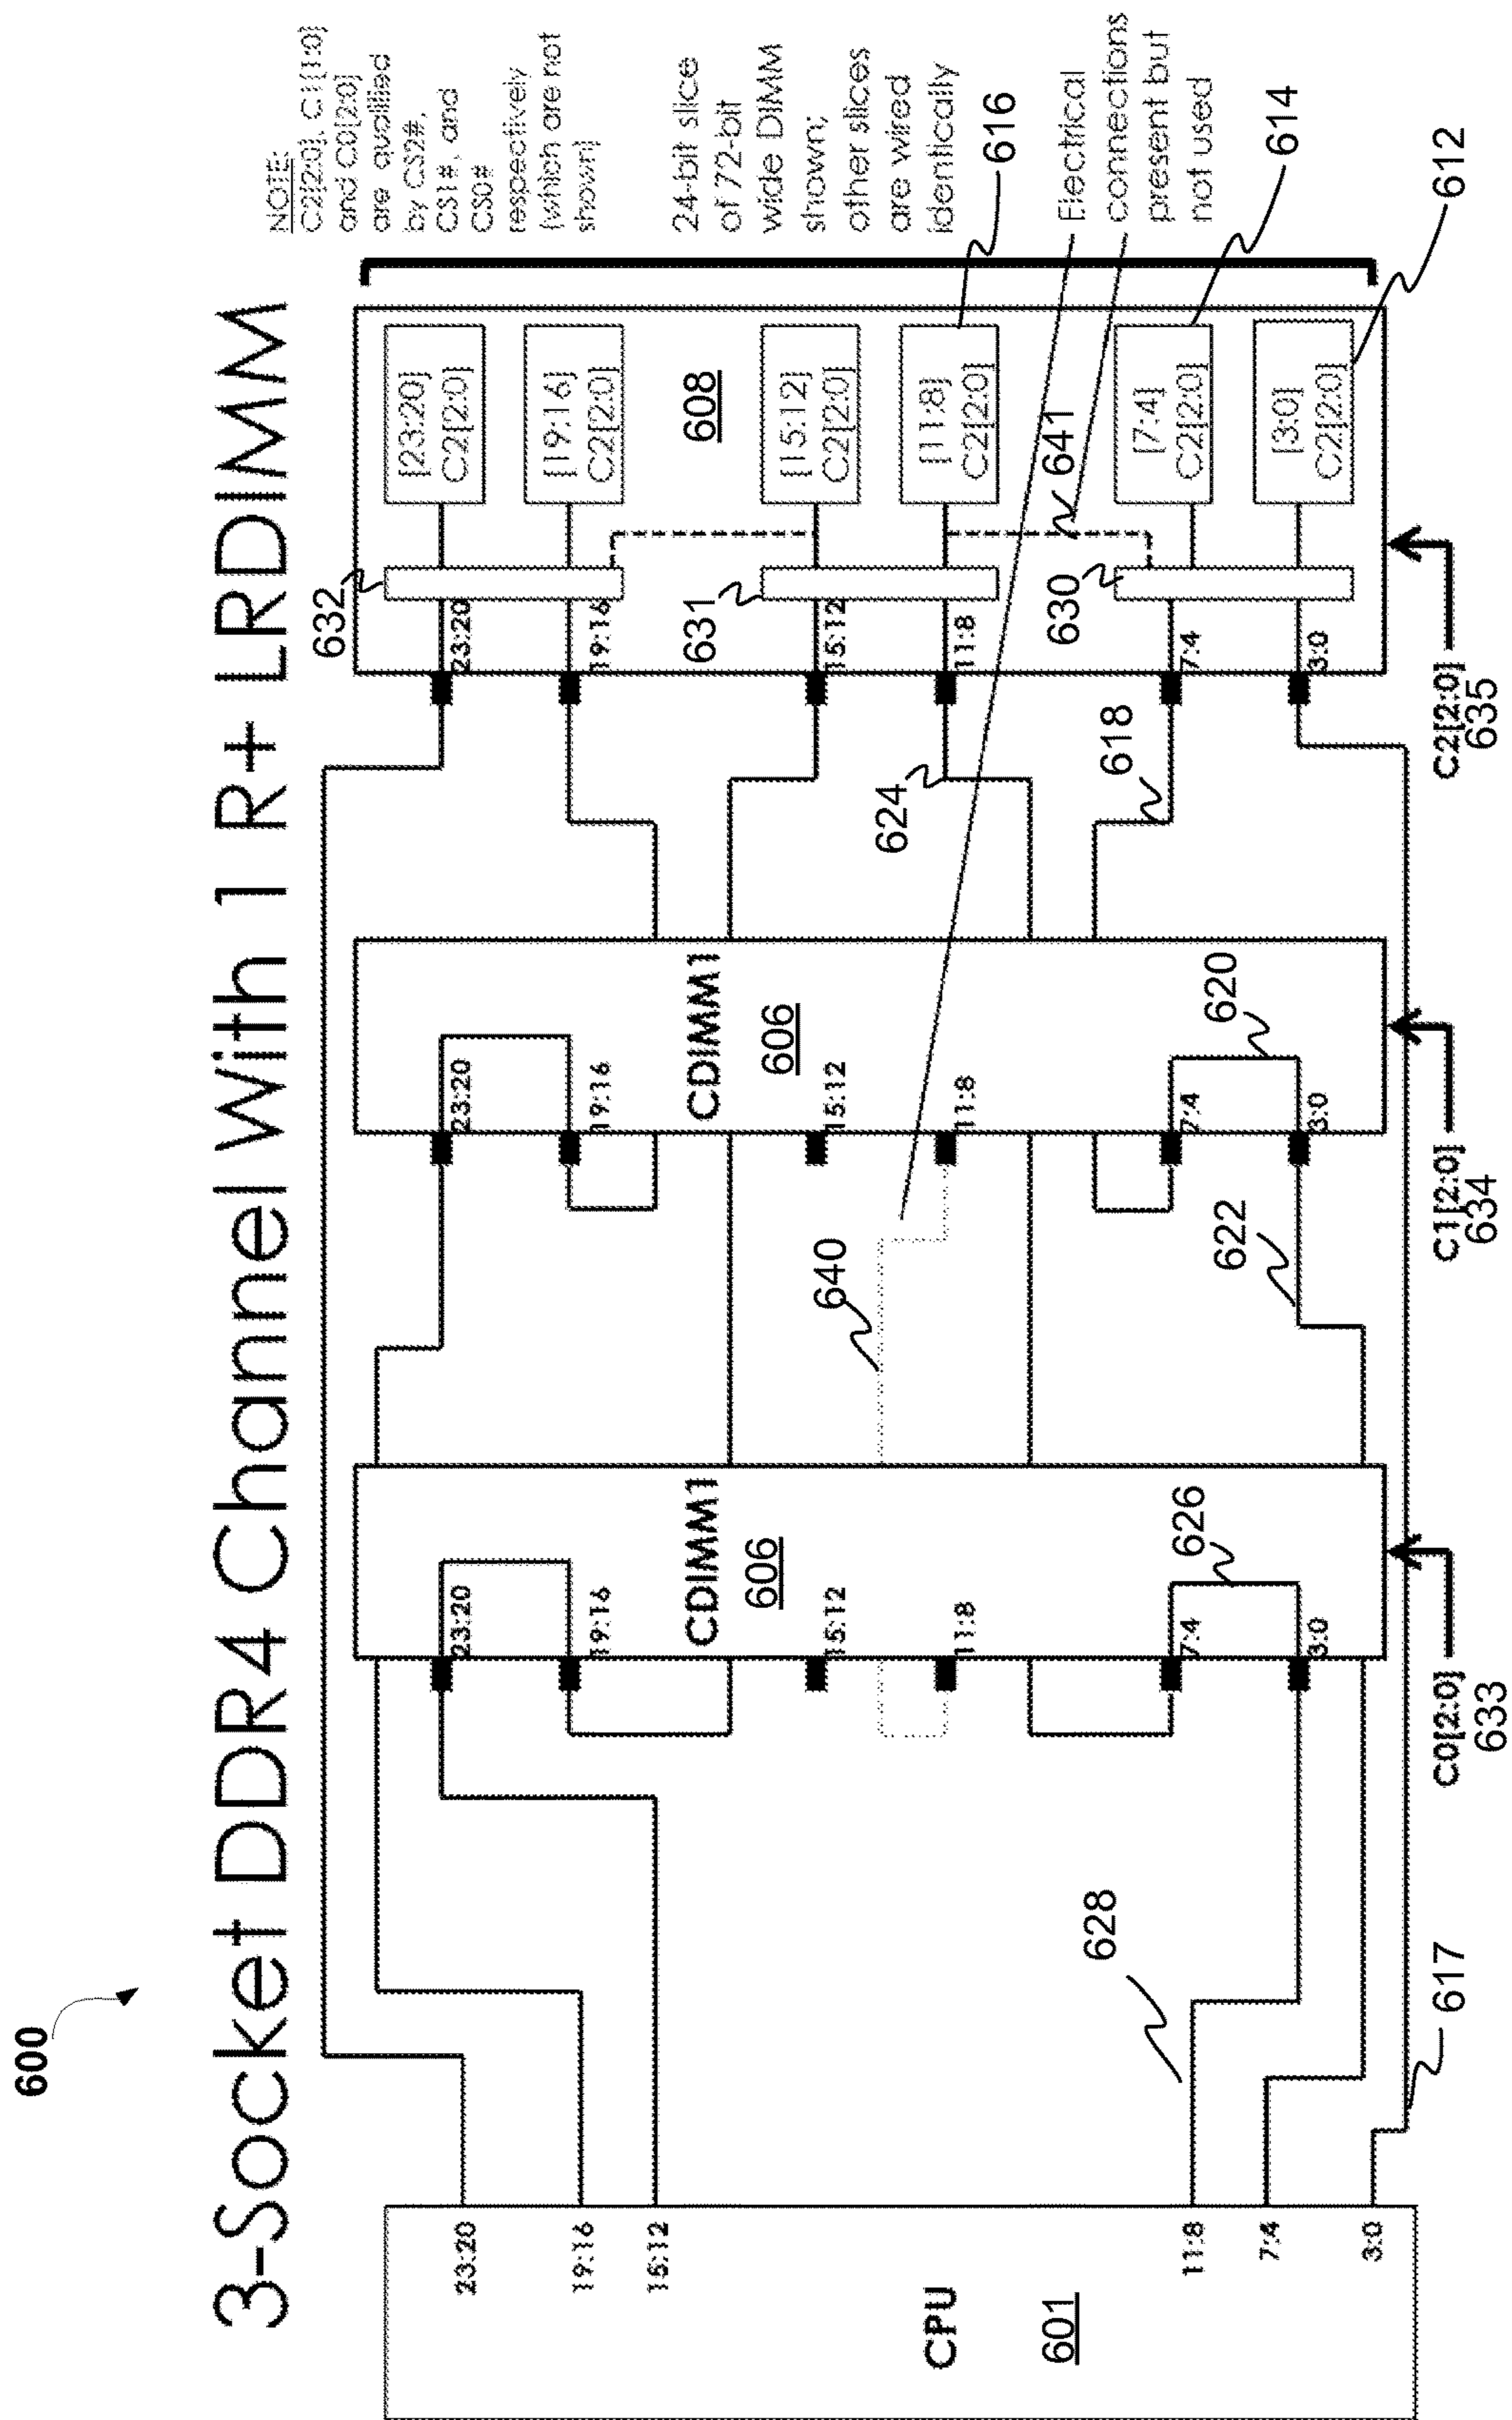 600
3-Socket DDR4 Channel With 1 R+ LRDIMM
NOTE:
C2[2:0], C1[1:0]
and C0[2:0]
are qualified
by CS2#,
CS1#, and
CS0#
respectively
(which are not
shown)
24-bit slice
of 72-bit
wide DIMM
shown;
other slices
are wired
identically
Electrical
connections
present but
not used
CPU
601
23:20
19:16
15:12
11:8
7:4
3:0
628
617
CDIMM1
606
23:20
19:16
15:12
11:8
7:4
3:0
626
C0[2:0]
633
640
622
CDIMM1
606
23:20
19:16
15:12
11:8
7:4
3:0
620
C1[2:0]
634
624
618
632
631
630
641
23:20
19:16
15:12
11:8
7:4
3:0
608
[23:20]
C2[2:0]
[19:16]
C2[2:0]
[15:12]
C2[2:0]
[11:8]
C2[2:0]
[7:4]
C2[2:0]
[3:0]
C2[2:0]
616
614
612
C2[2:0]
635